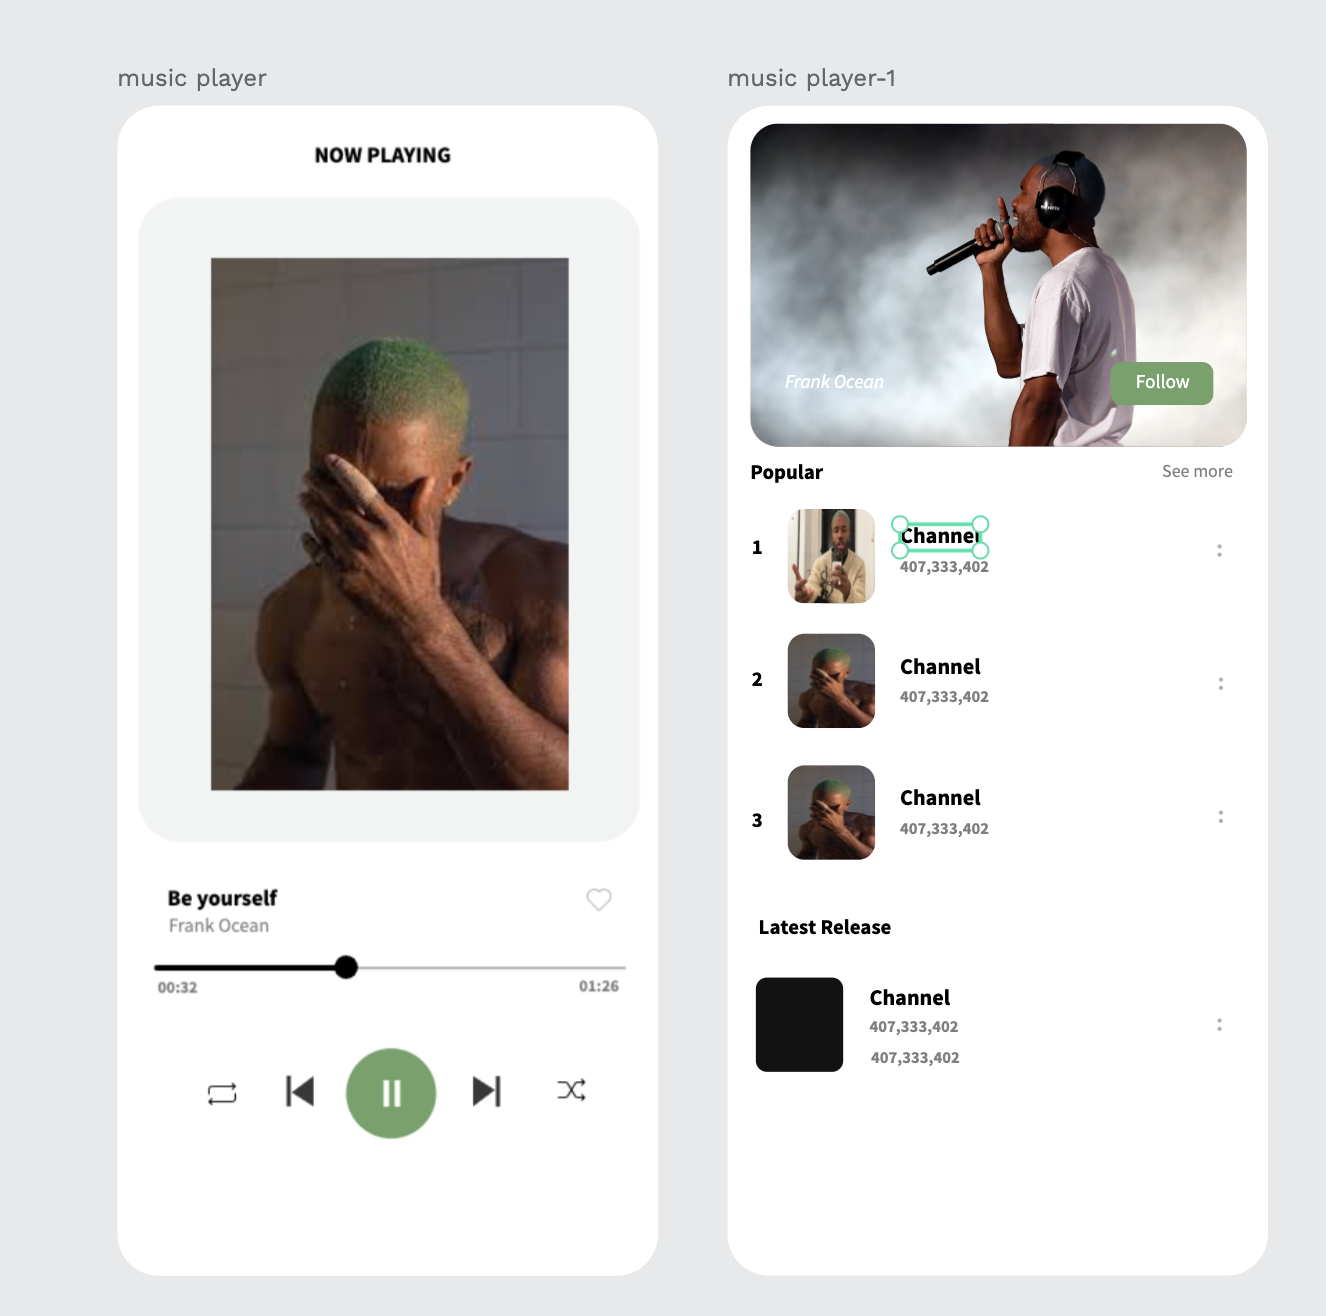 music player
NOW PLAYING
Be yourself
Frank Ocean
00:32
01:26
music player-1
Frank Ocean
Follow
Popular
See more
1
Channel
407,333,402
2
Channel
407,333,402
3
Channel
407,333,402
Latest Release
Channel
407,333,402
407,333,402